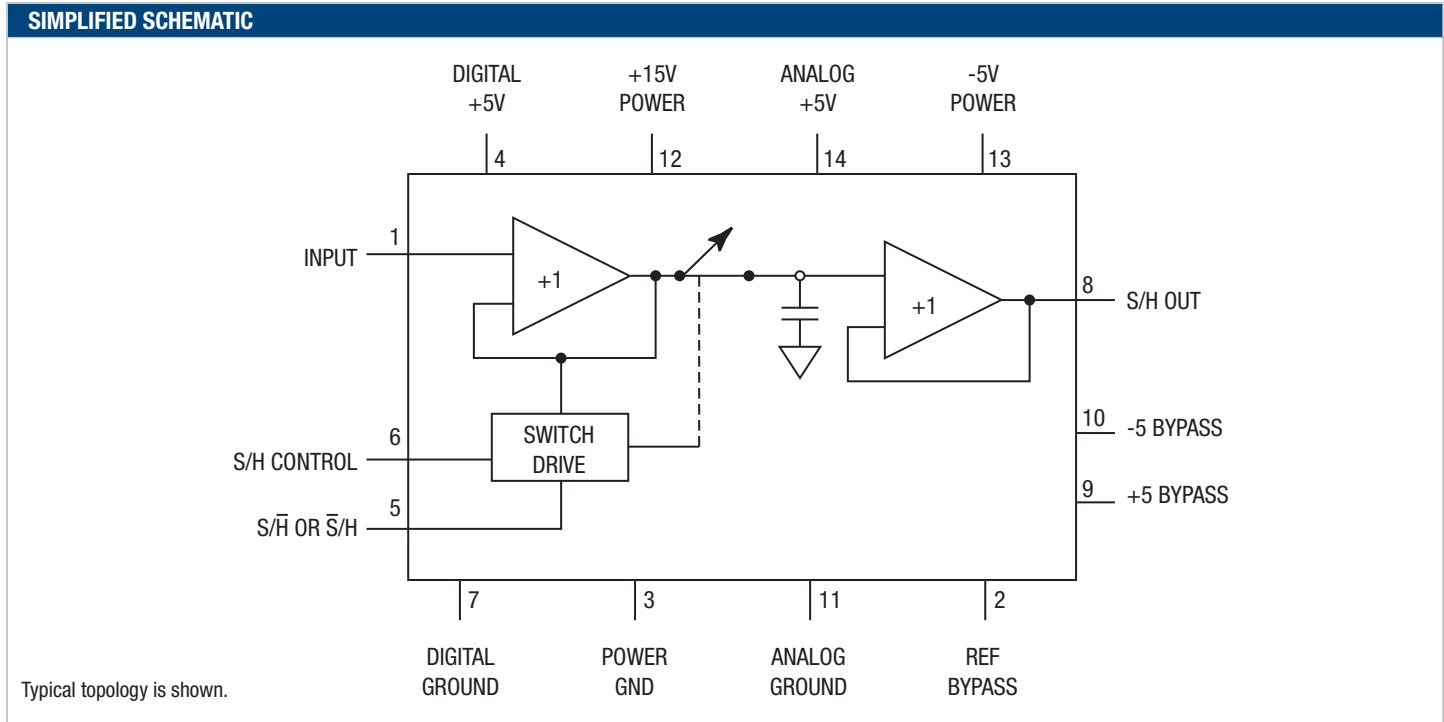 SIMPLIFIED SCHEMATIC
DIGITAL
+5V
+15V
POWER
ANALOG
+5V
-5V
POWER
4
12
14
13
1
INPUT
+1
+1
8
S/H OUT
6
S/H CONTROL
SWITCH
DRIVE
10
-5 BYPASS
9
+5 BYPASS
5
S/H̅ OR S̅/H
7
3
11
2
DIGITAL
GROUND
POWER
GND
ANALOG
GROUND
REF
BYPASS
Typical topology is shown.